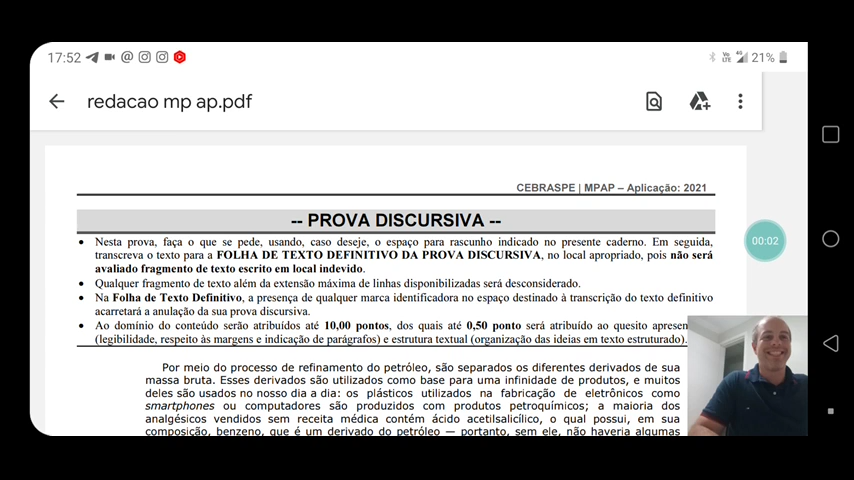 17:52
Vo
LTE
4G
21%
redacao mp ap.pdf
CEBRASPE | MPAP – Aplicação: 2021
-- PROVA DISCURSIVA --
• Nesta prova, faça o que se pede, usando, caso deseje, o espaço para rascunho indicado no presente caderno. Em seguida,
transcreva o texto para a FOLHA DE TEXTO DEFINITIVO DA PROVA DISCURSIVA, no local apropriado, pois não será
avaliado fragmento de texto escrito em local indevido.
• Qualquer fragmento de texto além da extensão máxima de linhas disponibilizadas será desconsiderado.
• Na Folha de Texto Definitivo, a presença de qualquer marca identificadora no espaço destinado à transcrição do texto definitivo
acarretará a anulação da sua prova discursiva.
• Ao domínio do conteúdo serão atribuídos até 10,00 pontos, dos quais até 0,50 ponto será atribuído ao quesito apresen
(legibilidade, respeito às margens e indicação de parágrafos) e estrutura textual (organização das ideias em texto estruturado).
00:02
Por meio do processo de refinamento do petróleo, são separados os diferentes derivados de sua
massa bruta. Esses derivados são utilizados como base para uma infinidade de produtos, e muitos
deles são usados no nosso dia a dia: os plásticos utilizados na fabricação de eletrônicos como
smartphones ou computadores são produzidos com produtos petroquímicos; a maioria dos
analgésicos vendidos sem receita médica contém ácido acetilsalicílico, o qual possui, em sua
composição, benzeno, que é um derivado do petróleo — portanto, sem ele, não haveria algumas